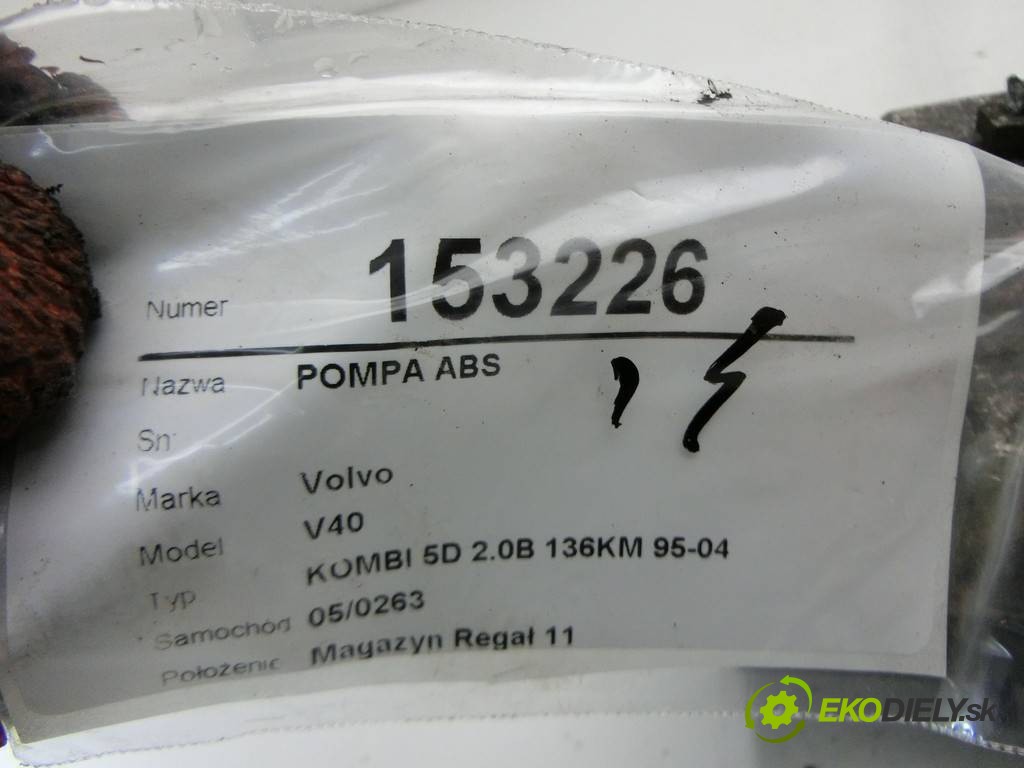 Numer 153226
Nazwa POMPA ABS
Sn
Marka Volvo
Model V40
Typ KOMBI 5D 2.0B 136KM 95-04
Samochód 05/0263
Położenie Magazyn Regał 11
EKODIELY.sk